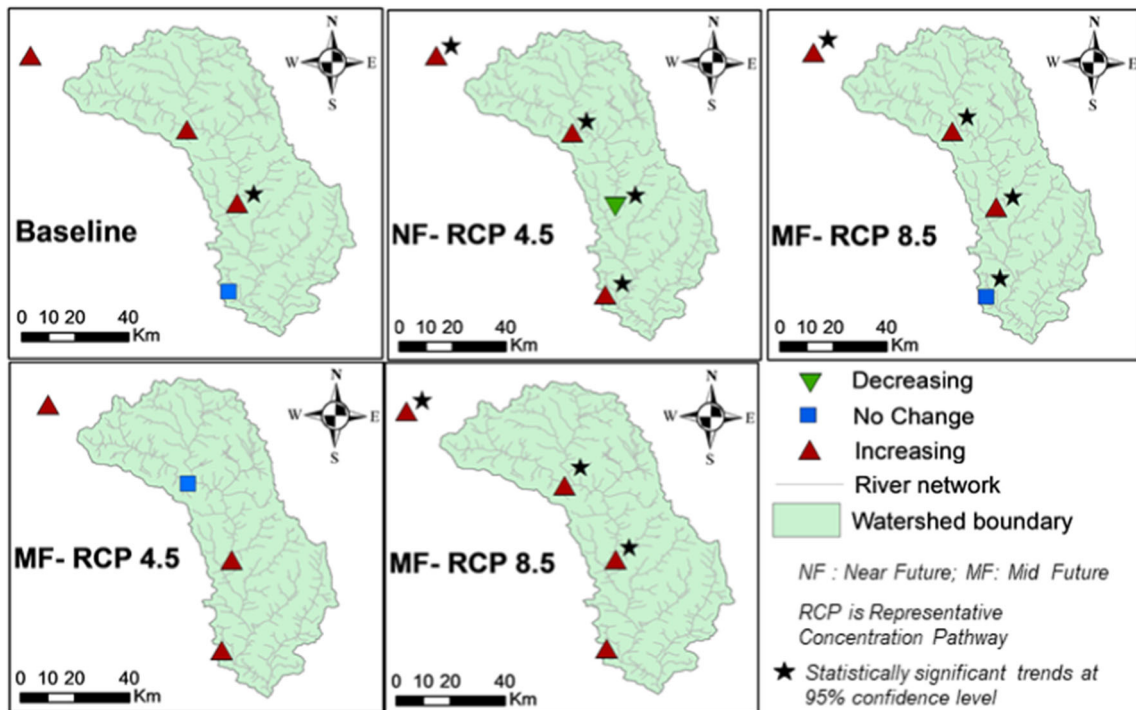 N
W E
S
Baseline
0 10 20 40
Km
N
W E
S
NF- RCP 4.5
0 10 20 40
Km
N
W E
S
MF- RCP 8.5
0 10 20 40
Km
N
W E
S
MF- RCP 4.5
0 10 20 40
Km
N
W E
S
MF- RCP 8.5
0 10 20 40
Km
Decreasing
No Change
Increasing
River network
Watershed boundary
NF : Near Future; MF: Mid Future
RCP is Representative
Concentration Pathway
Statistically significant trends at
95% confidence level